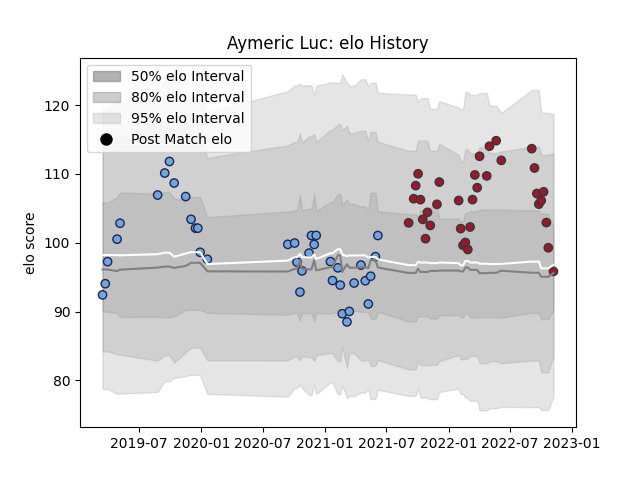 Aymeric Luc: elo History
50% elo Interval
80% elo Interval
95% elo Interval
Post Match elo
elo score
120
110
100
90
80
2019-07 2020-01 2020-07 2021-01 2021-07 2022-01 2022-07 2023-01